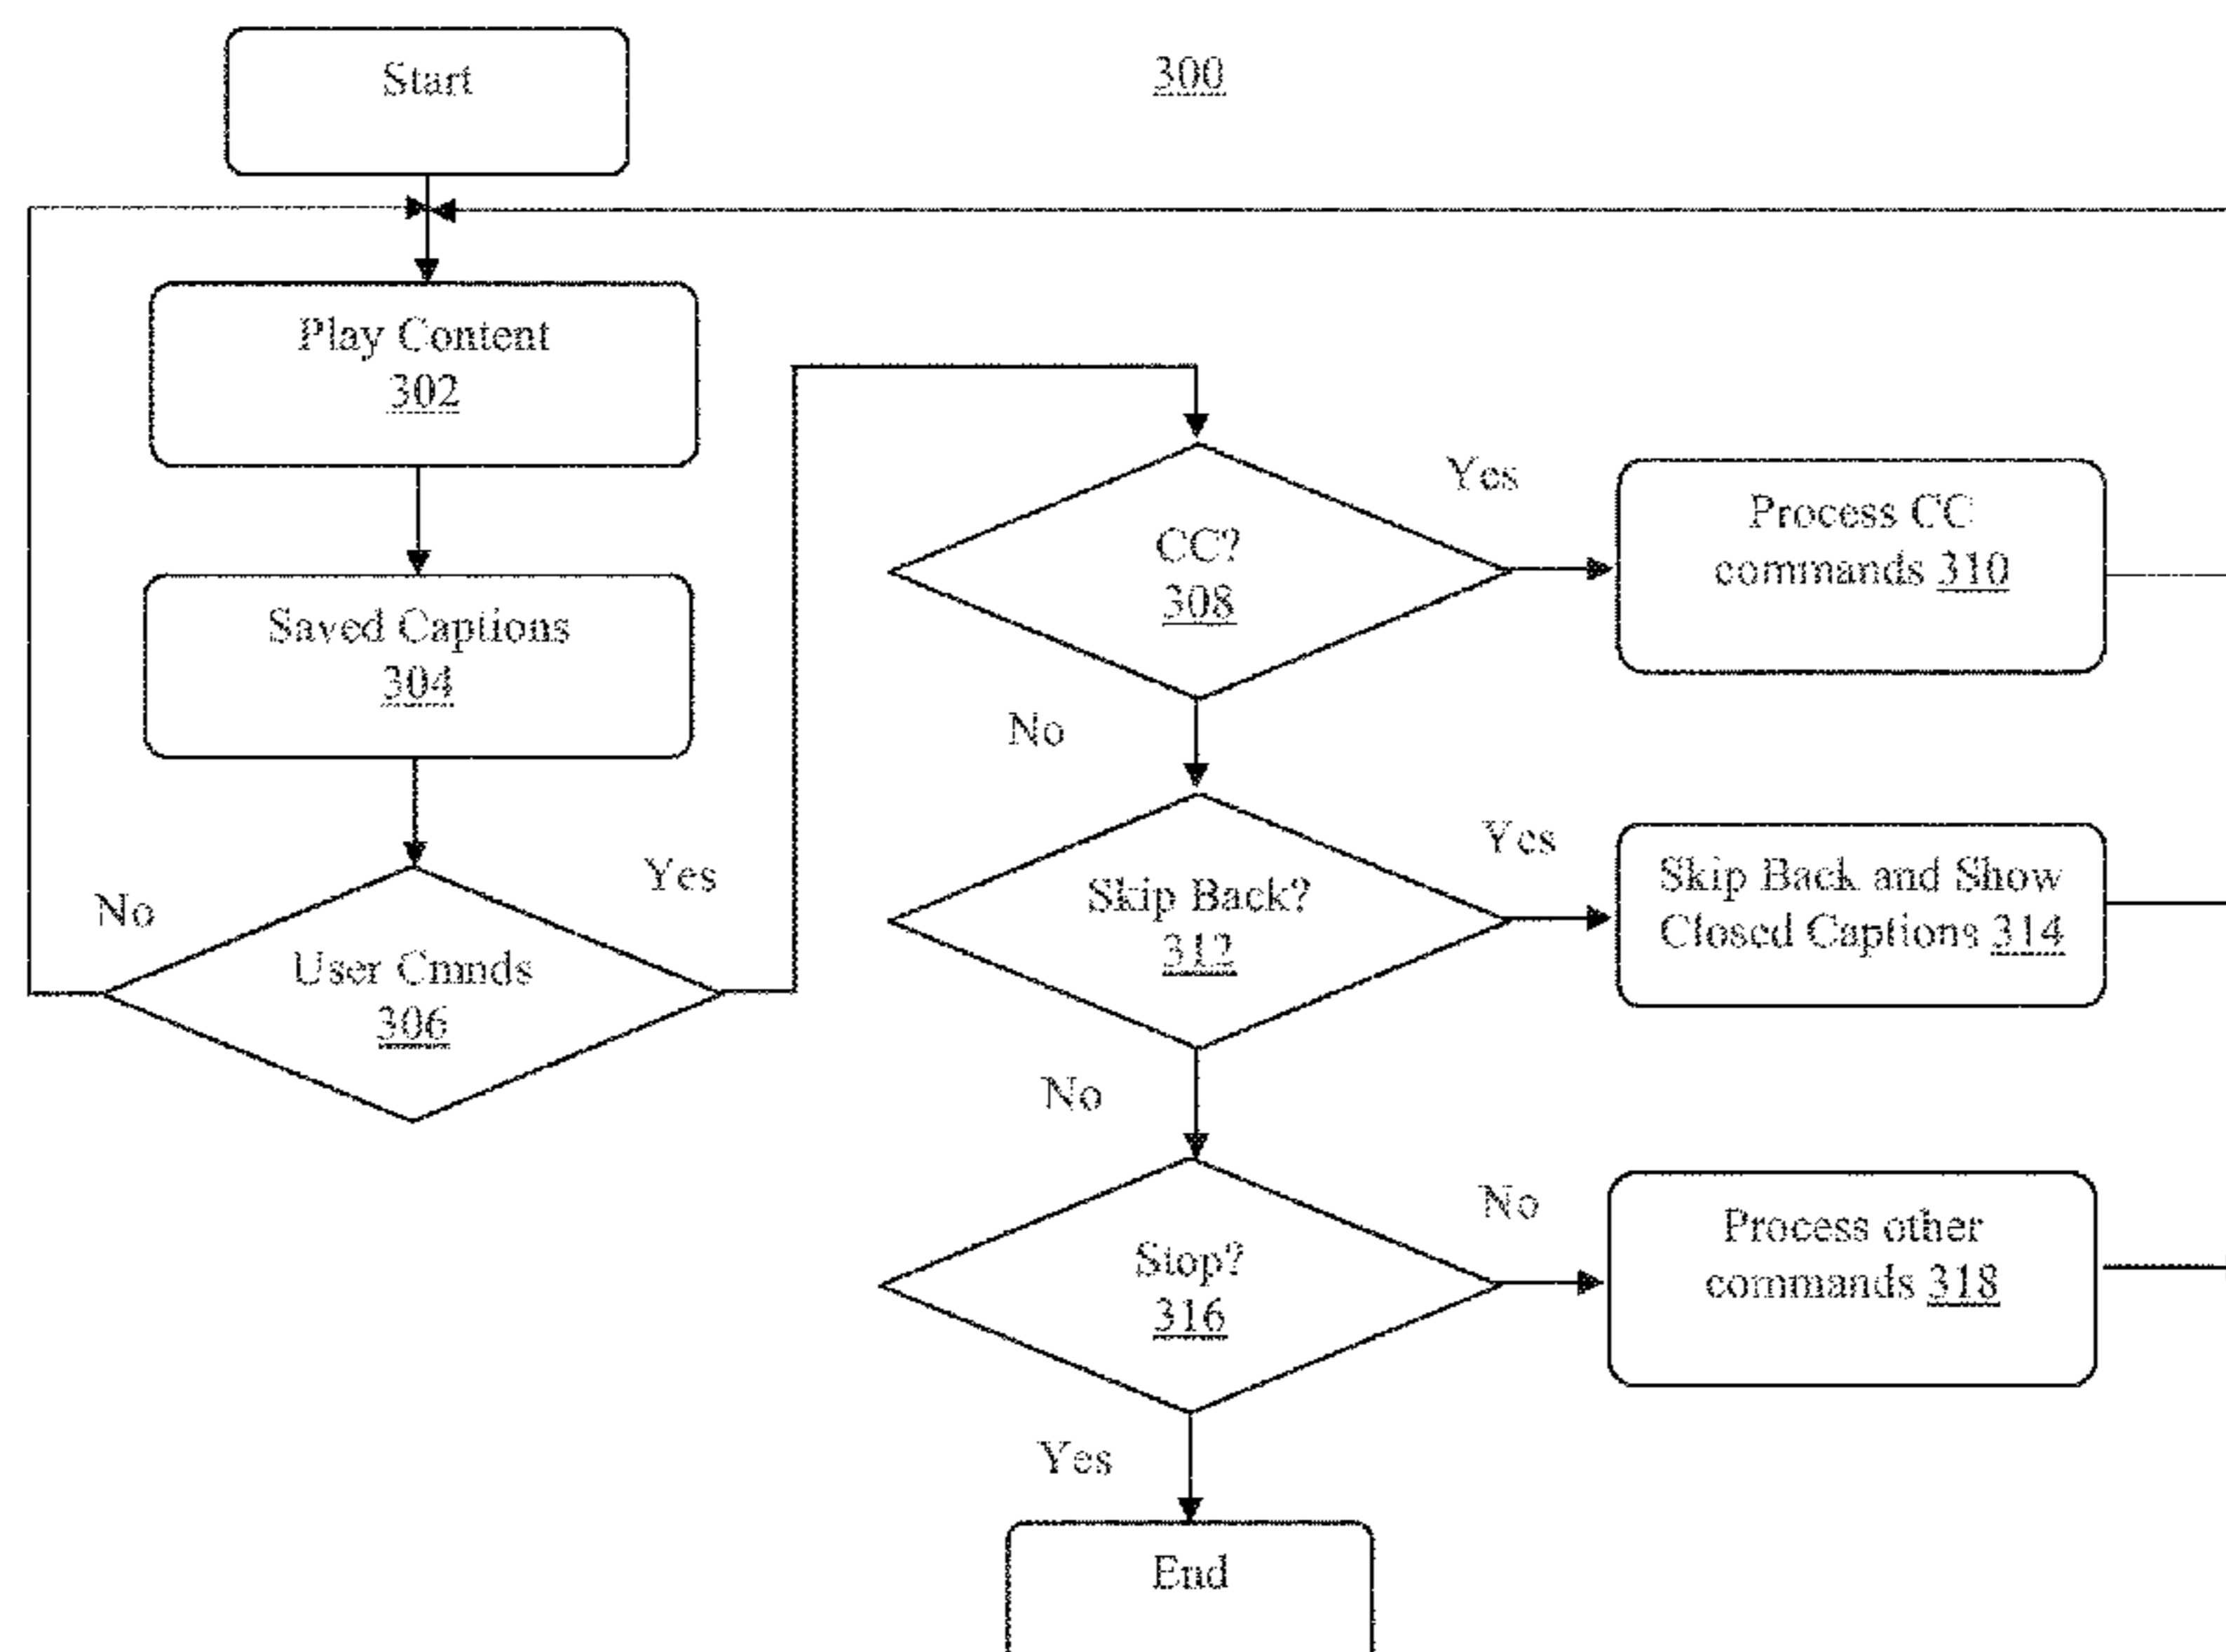 Start
300
Play Content
302
Saved Captions
304
No
Yes
User Cmnds
306
CC?
308
Yes
Process CC
commands 310
No
Skip Back?
312
Yes
Skip Back and Show
Closed Captions 314
No
Stop?
316
No
Process other
commands 318
Yes
End